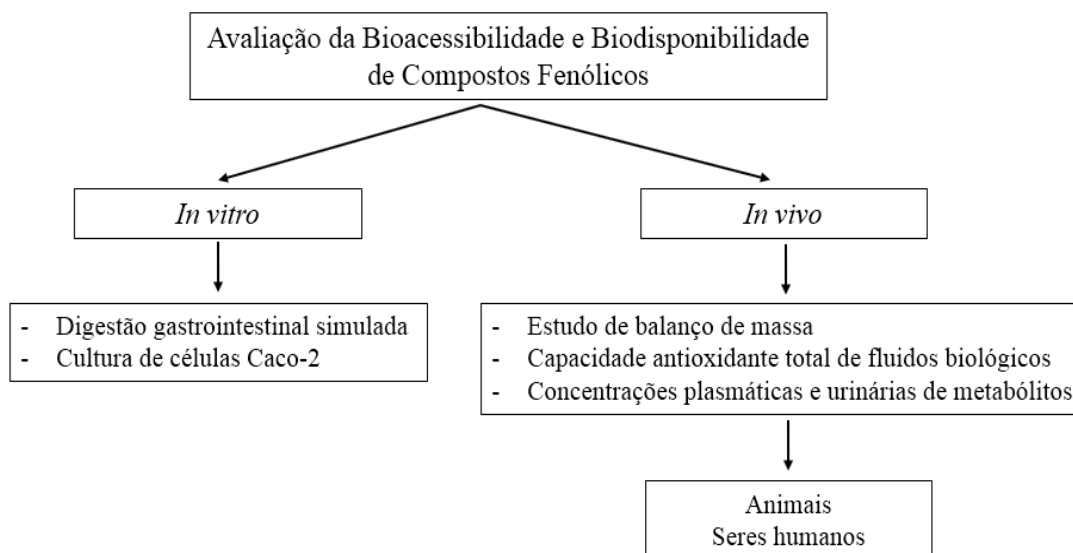 Avaliação da Bioacessibilidade e Biodisponibilidade
de Compostos Fenólicos
In vitro
In vivo
- Digestão gastrointestinal simulada
- Cultura de células Caco-2
- Estudo de balanço de massa
- Capacidade antioxidante total de fluidos biológicos
- Concentrações plasmáticas e urinárias de metabólitos
Animais
Seres humanos